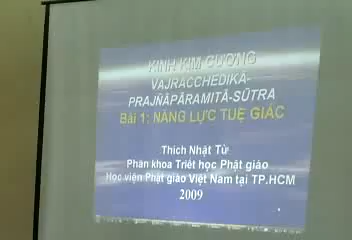 KINH KIM CƯƠNG
VAJRACCHEDIKĀ-
PRAJÑĀPĀRAMITĀ-SŪTRA
Bài 1: NĂNG LỰC TUỆ GIÁC
Thích Nhật Từ
Phân khoa Triết học Phật giáo
Học viện Phật giáo Việt Nam tại TP.HCM
2009